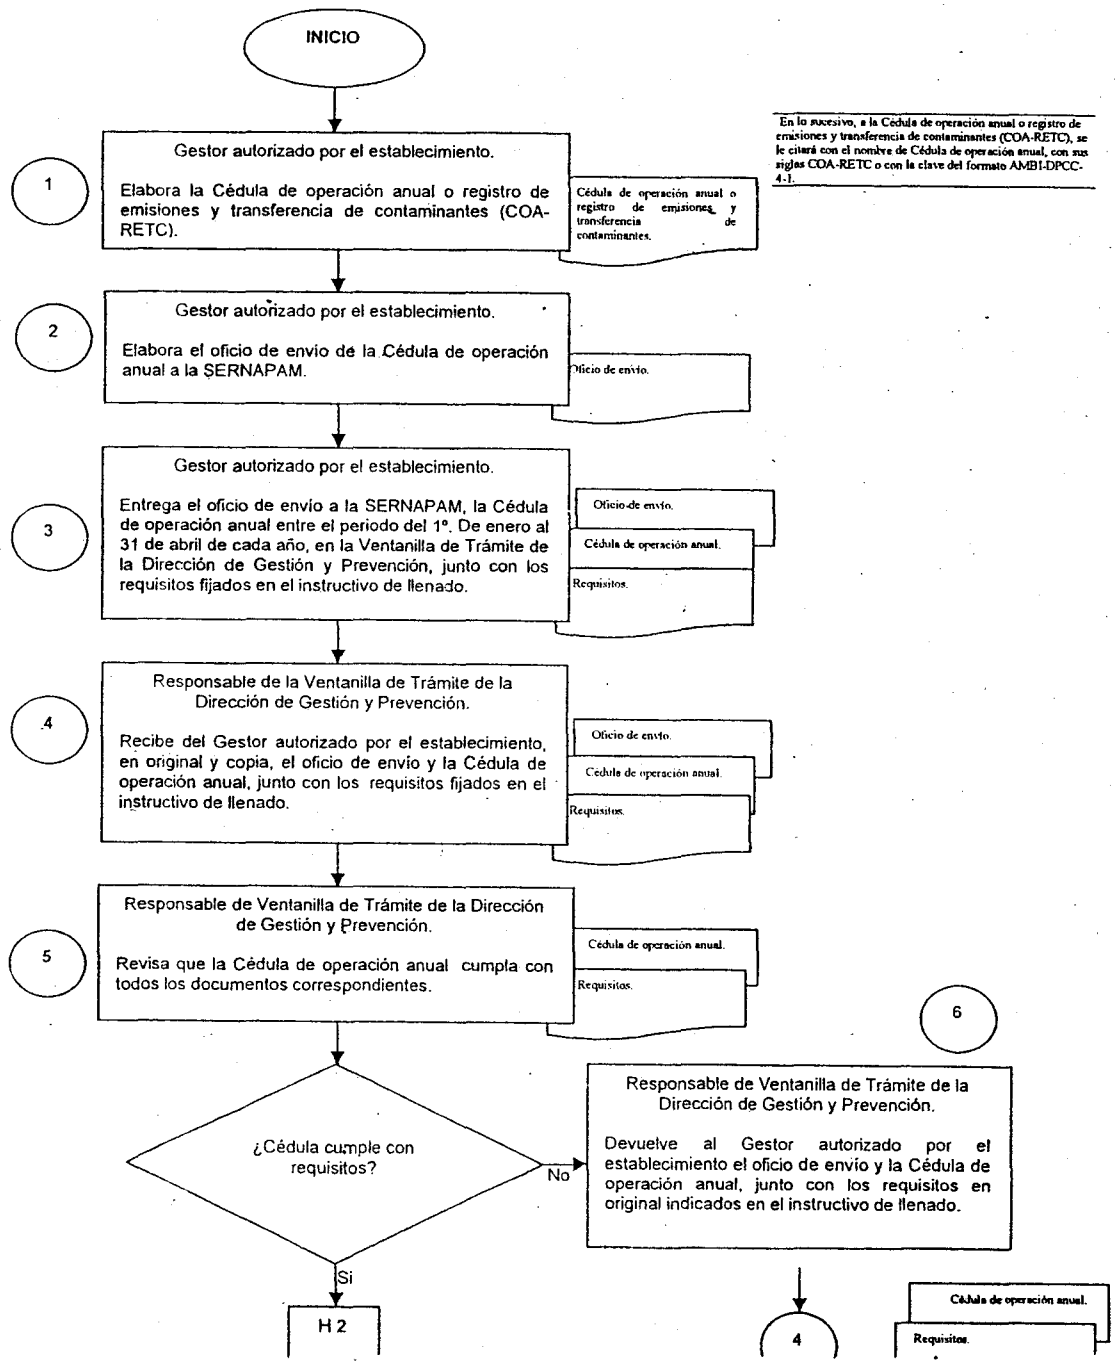 INICIO
En lo sucesivo, a la Cédula de operación anual o registro de
emisiones y transferencia de contaminantes (COA-RETC), se
le citará con el nombre de Cédula de operación anual, con sus
siglas COA-RETC o con la clave del formato AMBI-DPCC-
4-1.
1
Gestor autorizado por el establecimiento.
Elabora la Cédula de operación anual o registro de
emisiones y transferencia de contaminantes (COA-
RETC).
Cédula de operación anual o
registro de emisiones y
transferencia de
contaminantes.
2
Gestor autorizado por el establecimiento.
Elabora el oficio de envio de la Cédula de operación
anual a la SERNAPAM.
Oficio de envío.
3
Gestor autorizado por el establecimiento.
Entrega el oficio de envío a la SERNAPAM, la Cédula
de operación anual entre el periodo del 1º. De enero al
31 de abril de cada año, en la Ventanilla de Trámite de
la Dirección de Gestión y Prevención, junto con los
requisitos fijados en el instructivo de llenado.
Oficio de envío.
Cédula de operación anual.
Requisitos.
4
Responsable de la Ventanilla de Trámite de la
Dirección de Gestión y Prevención.
Recibe del Gestor autorizado por el establecimiento,
en original y copia, el oficio de envío y la Cédula de
operación anual, junto con los requisitos fijados en el
instructivo de llenado.
Oficio de envío.
Cédula de operación anual.
Requisitos.
5
Responsable de Ventanilla de Trámite de la Dirección
de Gestión y Prevención.
Revisa que la Cédula de operación anual cumpla con
todos los documentos correspondientes.
Cédula de operación anual.
Requisitos.
¿Cédula cumple con
requisitos?
No
Si
H 2
6
Responsable de Ventanilla de Trámite de la
Dirección de Gestión y Prevención.
Devuelve al Gestor autorizado por el
establecimiento el oficio de envío y la Cédula de
operación anual, junto con los requisitos en
original indicados en el instructivo de llenado.
4
Cédula de operación anual.
Requisitos.